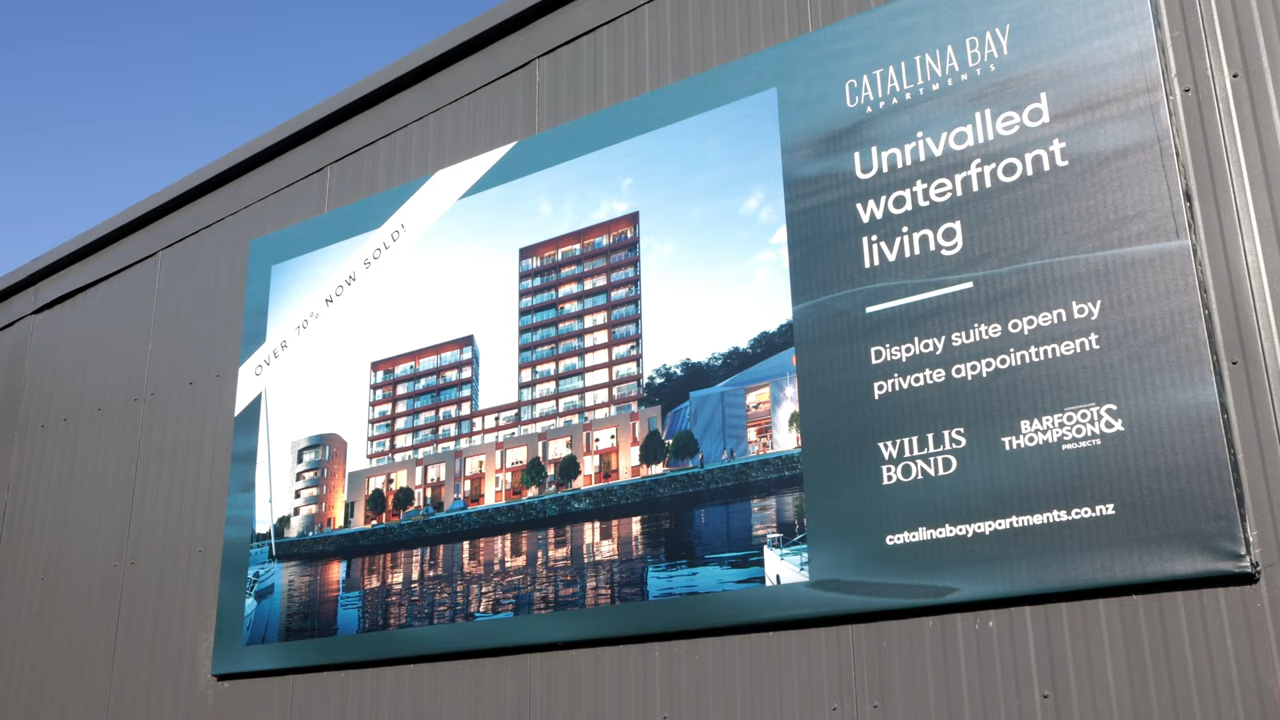 OVER 70% NOW SOLD!
CATALINA BAY
APARTMENTS
Unrivalled
waterfront
living
Display suite open by
private appointment
WILLIS
BOND
BARFOOT&
THOMPSON
PROJECTS
catalinabayapartments.co.nz